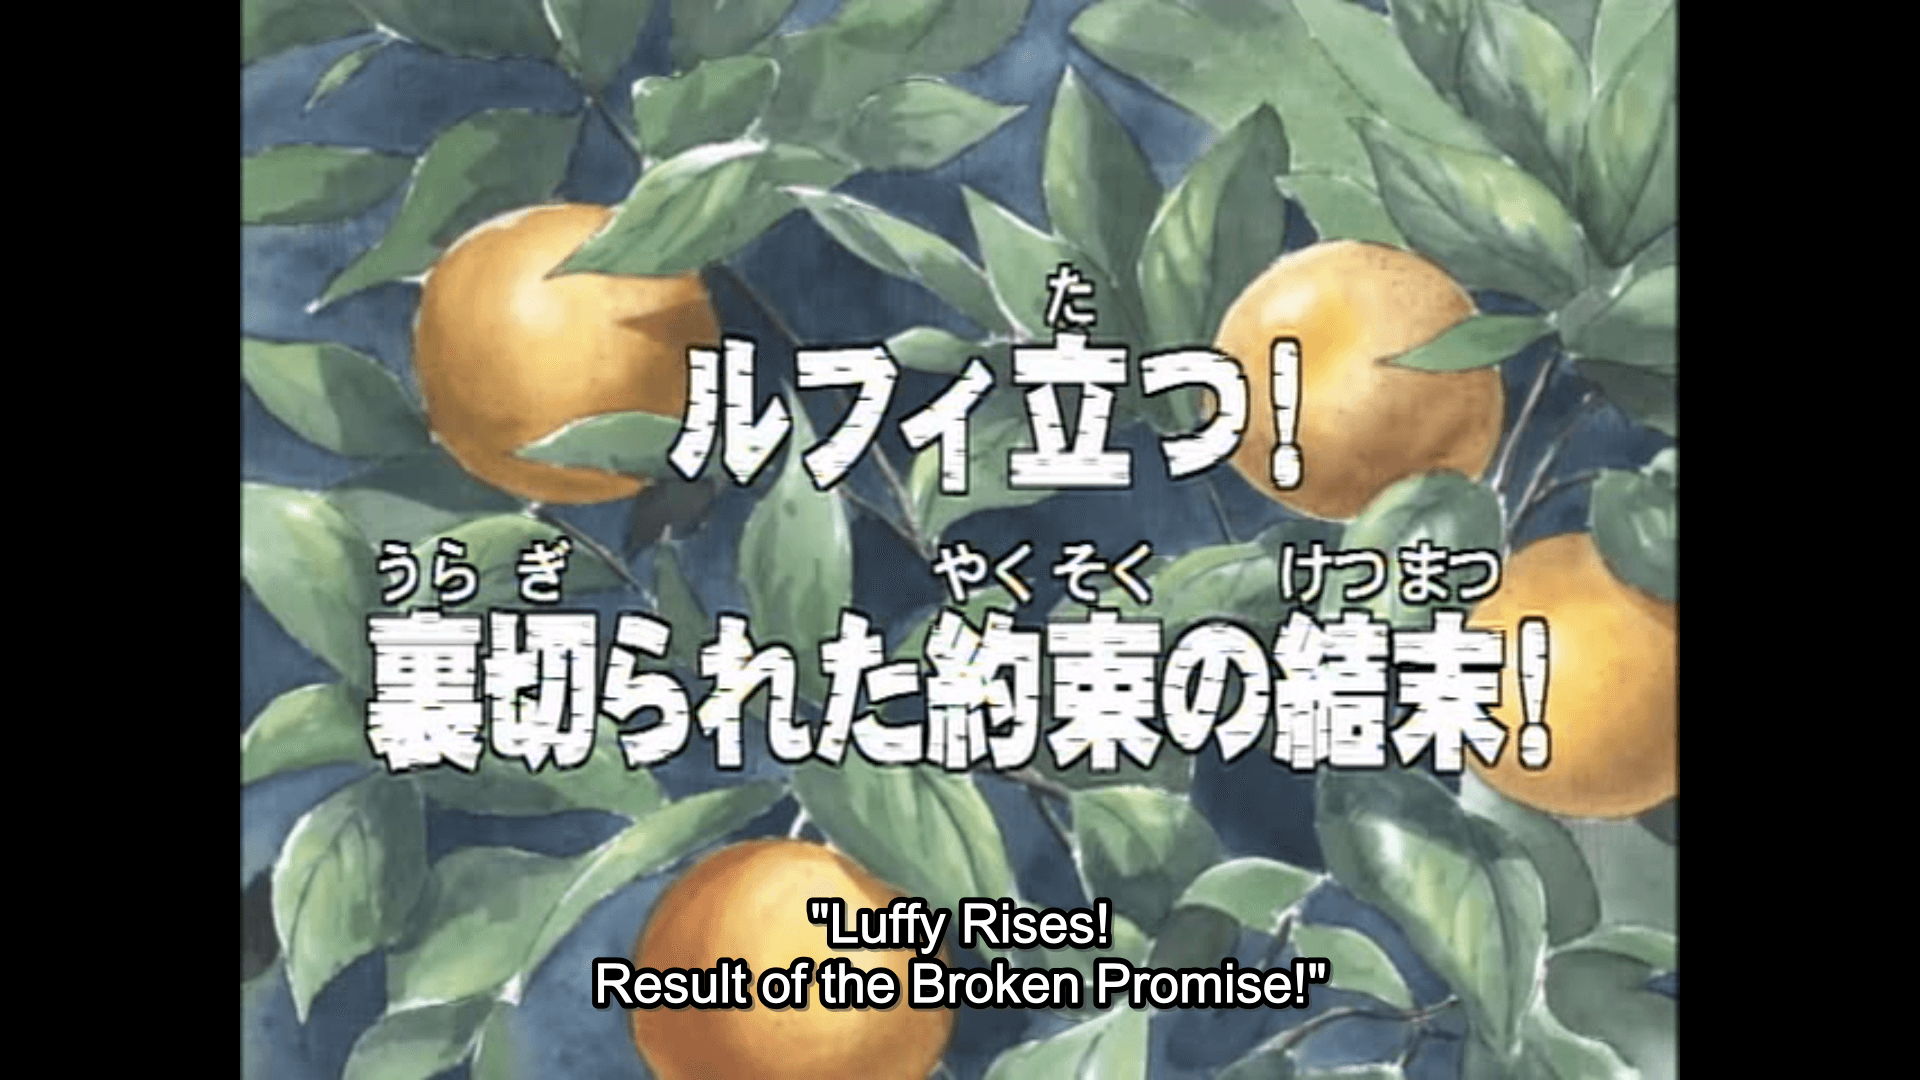 た
ルフィ立つ!
うらぎ やくそく けつまつ
裏切られた約束の結末!
"Luffy Rises!
Result of the Broken Promise!"